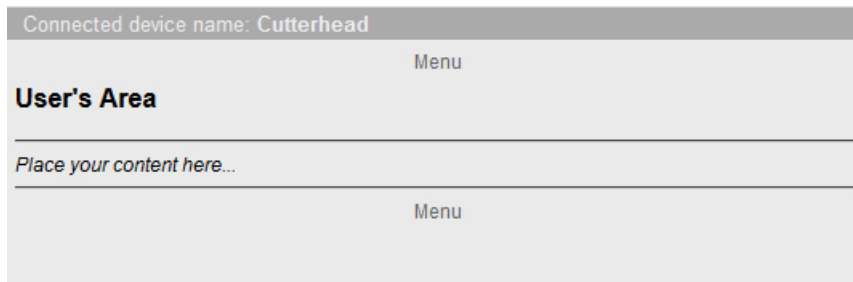 Connected device name: Cutterhead
Menu
User's Area
Place your content here...
Menu